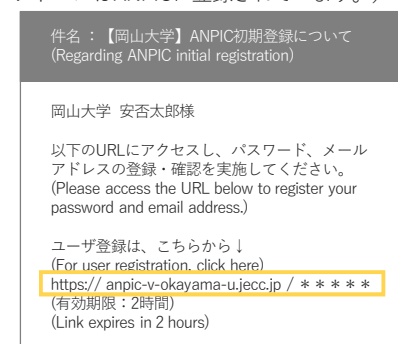 件名：【岡山大学】ANPIC初期登録について
(Regarding ANPIC initial registration)
岡山大学 安否太郎様
以下のURLにアクセスし、パスワード、メール
アドレスの登録・確認を実施してください。
(Please access the URL below to register your
password and email address.)
ユーザ登録は、こちらから↓
(For user registration, click here)
https:// anpic-v-okayama-u.jecc.jp / ＊＊＊＊＊
(有効期限：2時間)
(Link expires in 2 hours)